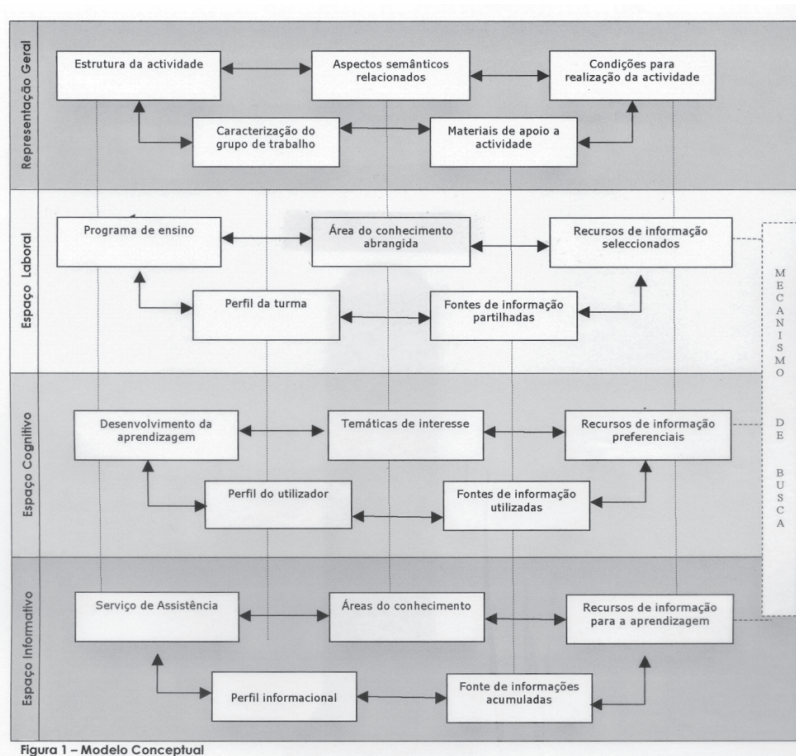 Representação Geral
Estrutura da actividade
Aspectos semânticos
relacionados
Condições para
realização da actividade
Caracterização do
grupo de trabalho
Materiais de apoio a
actividade
Espaço Laboral
Programa de ensino
Área do conhecimento
abrangida
Recursos de informação
seleccionados
Perfil da turma
Fontes de informação
partilhadas
Espaço Cognitivo
Desenvolvimento da
aprendizagem
Temáticas de interesse
Recursos de informação
preferenciais
Perfil do utilizador
Fontes de informação
utilizadas
Espaço Informativo
Serviço de Assistência
Áreas do conhecimento
Recursos de informação
para a aprendizagem
Perfil informacional
Fonte de informações
acumuladas
MECANISMO DE BUSCA
Figura 1 – Modelo Conceptual